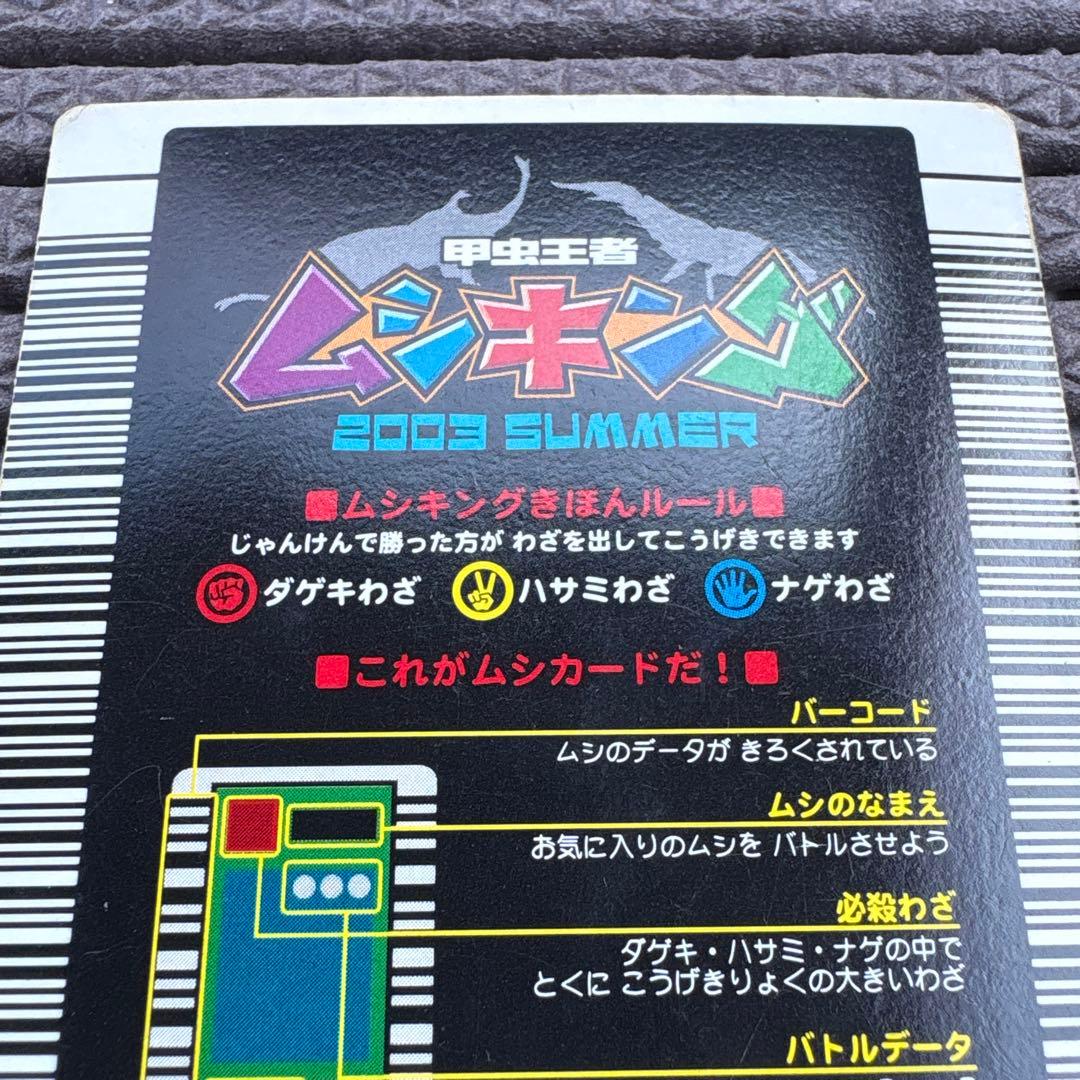 甲虫王者
ムシキング
2003 SUMMER
■ムシキングきほんルール■
じゃんけんで勝った方が わざを出してこうげきできます
ダゲキわざ ハサミわざ ナゲわざ
■これがムシカードだ！■
バーコード
ムシのデータが きろくされている
ムシのなまえ
お気に入りのムシを バトルさせよう
必殺わざ
ダゲキ・ハサミ・ナゲの中で
とくに こうげきりょくの大きいわざ
バトルデータ